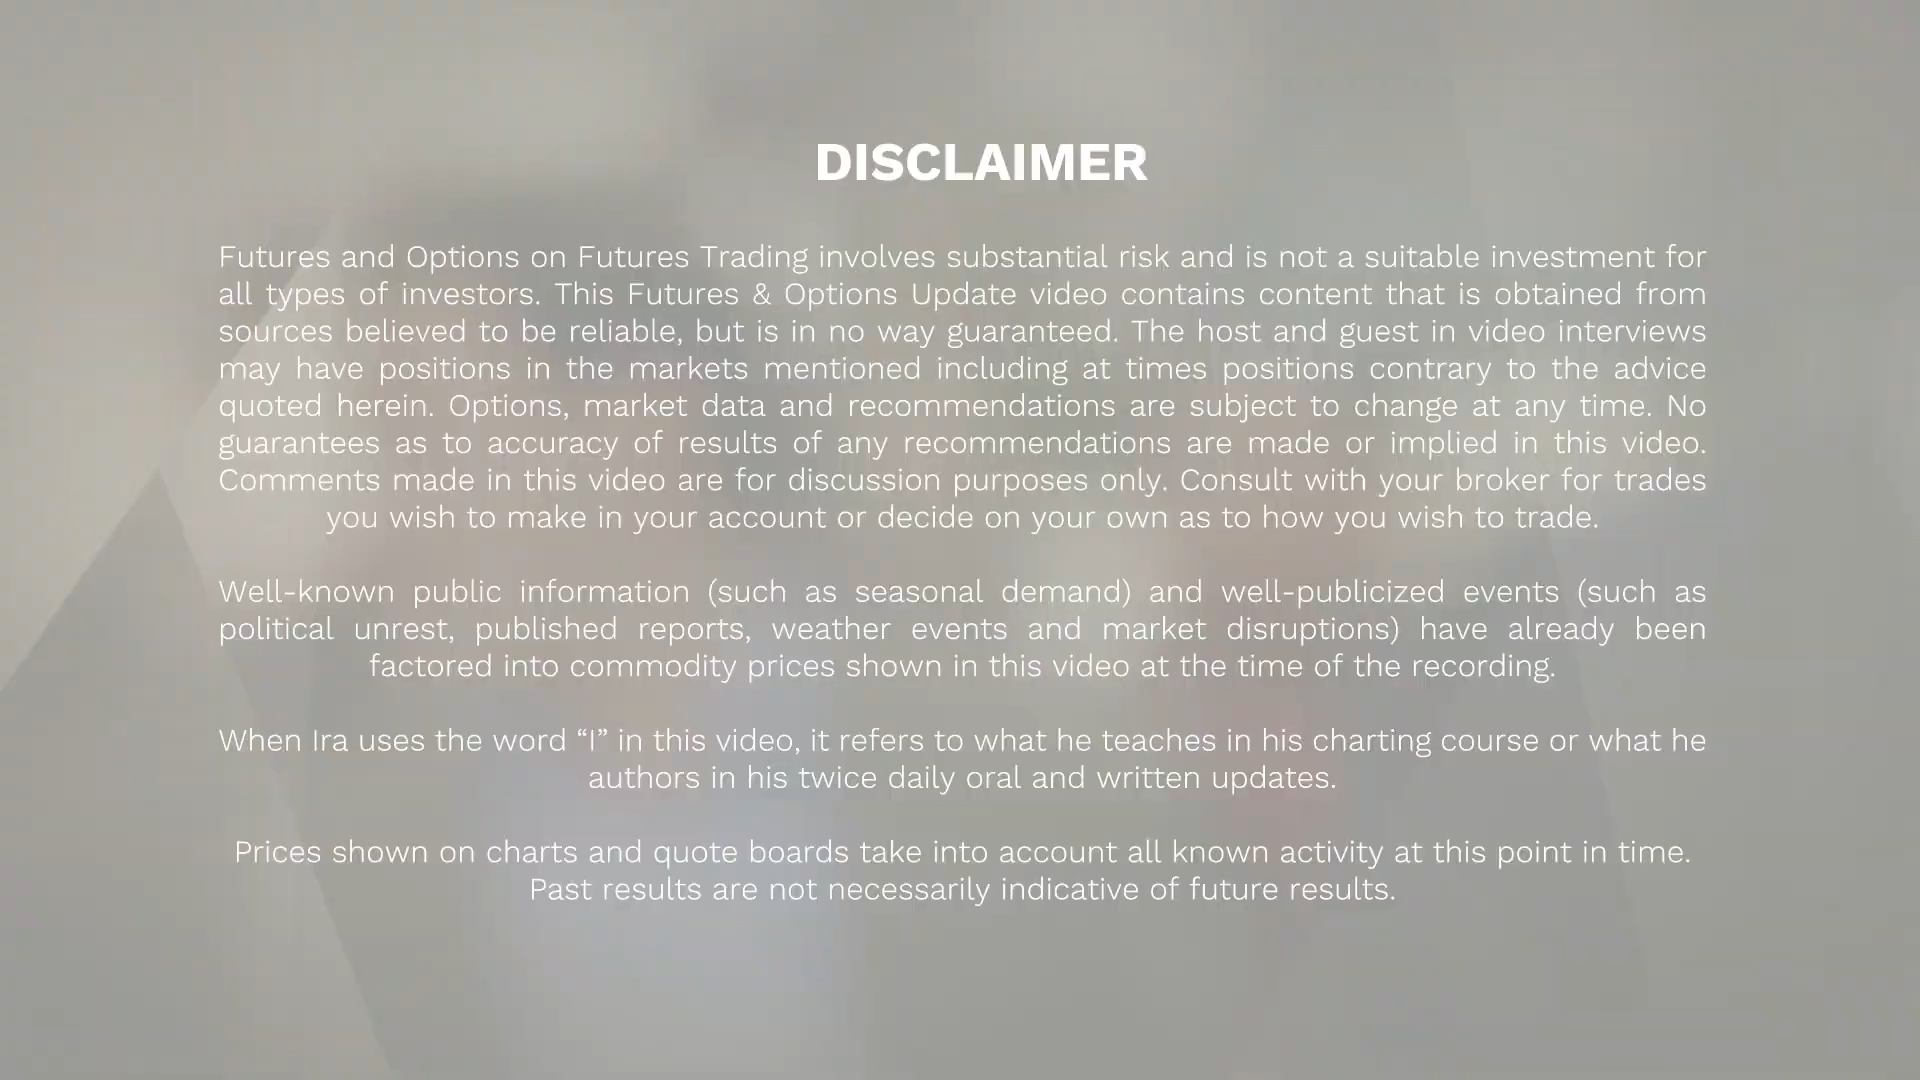 DISCLAIMER
Futures and Options on Futures Trading involves substantial risk and is not a suitable investment for
all types of investors. This Futures & Options Update video contains content that is obtained from
sources believed to be reliable, but is in no way guaranteed. The host and guest in video interviews
may have positions in the markets mentioned including at times positions contrary to the advice
quoted herein. Options, market data and recommendations are subject to change at any time. No
guarantees as to accuracy of results of any recommendations are made or implied in this video.
Comments made in this video are for discussion purposes only. Consult with your broker for trades
you wish to make in your account or decide on your own as to how you wish to trade.
Well-known public information (such as seasonal demand) and well-publicized events (such as
political unrest, published reports, weather events and market disruptions) have already been
factored into commodity prices shown in this video at the time of the recording.
When Ira uses the word “I” in this video, it refers to what he teaches in his charting course or what he
authors in his twice daily oral and written updates.
Prices shown on charts and quote boards take into account all known activity at this point in time.
Past results are not necessarily indicative of future results.